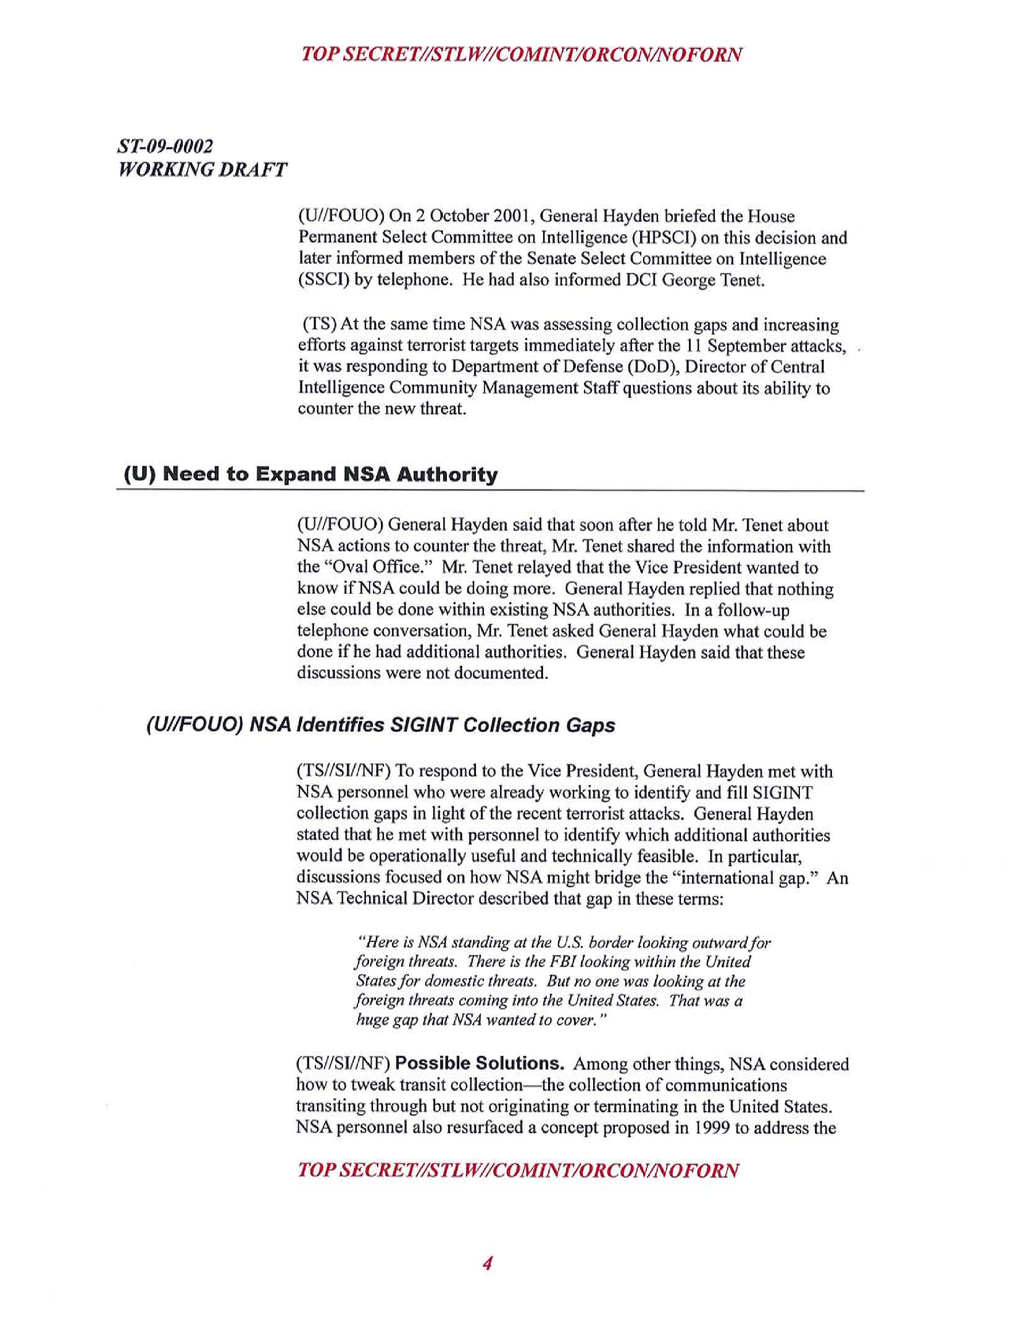 TOP SECRET//STLW//COMINT/ORCON/NOFORN
ST-09-0002
WORKING DRAFT
(U//FOUO) On 2 October 2001, General Hayden briefed the House
Permanent Select Committee on Intelligence (HPSCI) on this decision and
later informed members of the Senate Select Committee on Intelligence
(SSCI) by telephone. He had also informed DCI George Tenet.
(TS) At the same time NSA was assessing collection gaps and increasing
efforts against terrorist targets immediately after the 11 September attacks,
it was responding to Department of Defense (DoD), Director of Central
Intelligence Community Management Staff questions about its ability to
counter the new threat.
(U) Need to Expand NSA Authority
(U//FOUO) General Hayden said that soon after he told Mr. Tenet about
NSA actions to counter the threat, Mr. Tenet shared the information with
the “Oval Office.” Mr. Tenet relayed that the Vice President wanted to
know if NSA could be doing more. General Hayden replied that nothing
else could be done within existing NSA authorities. In a follow-up
telephone conversation, Mr. Tenet asked General Hayden what could be
done if he had additional authorities. General Hayden said that these
discussions were not documented.
(U//FOUO) NSA Identifies SIGINT Collection Gaps
(TS//SI//NF) To respond to the Vice President, General Hayden met with
NSA personnel who were already working to identify and fill SIGINT
collection gaps in light of the recent terrorist attacks. General Hayden
stated that he met with personnel to identify which additional authorities
would be operationally useful and technically feasible. In particular,
discussions focused on how NSA might bridge the “international gap.” An
NSA Technical Director described that gap in these terms:
“Here is NSA standing at the U.S. border looking outward for
foreign threats. There is the FBI looking within the United
States for domestic threats. But no one was looking at the
foreign threats coming into the United States. That was a
huge gap that NSA wanted to cover.”
(TS//SI//NF) Possible Solutions. Among other things, NSA considered
how to tweak transit collection—the collection of communications
transiting through but not originating or terminating in the United States.
NSA personnel also resurfaced a concept proposed in 1999 to address the
TOP SECRET//STLW//COMINT/ORCON/NOFORN
4